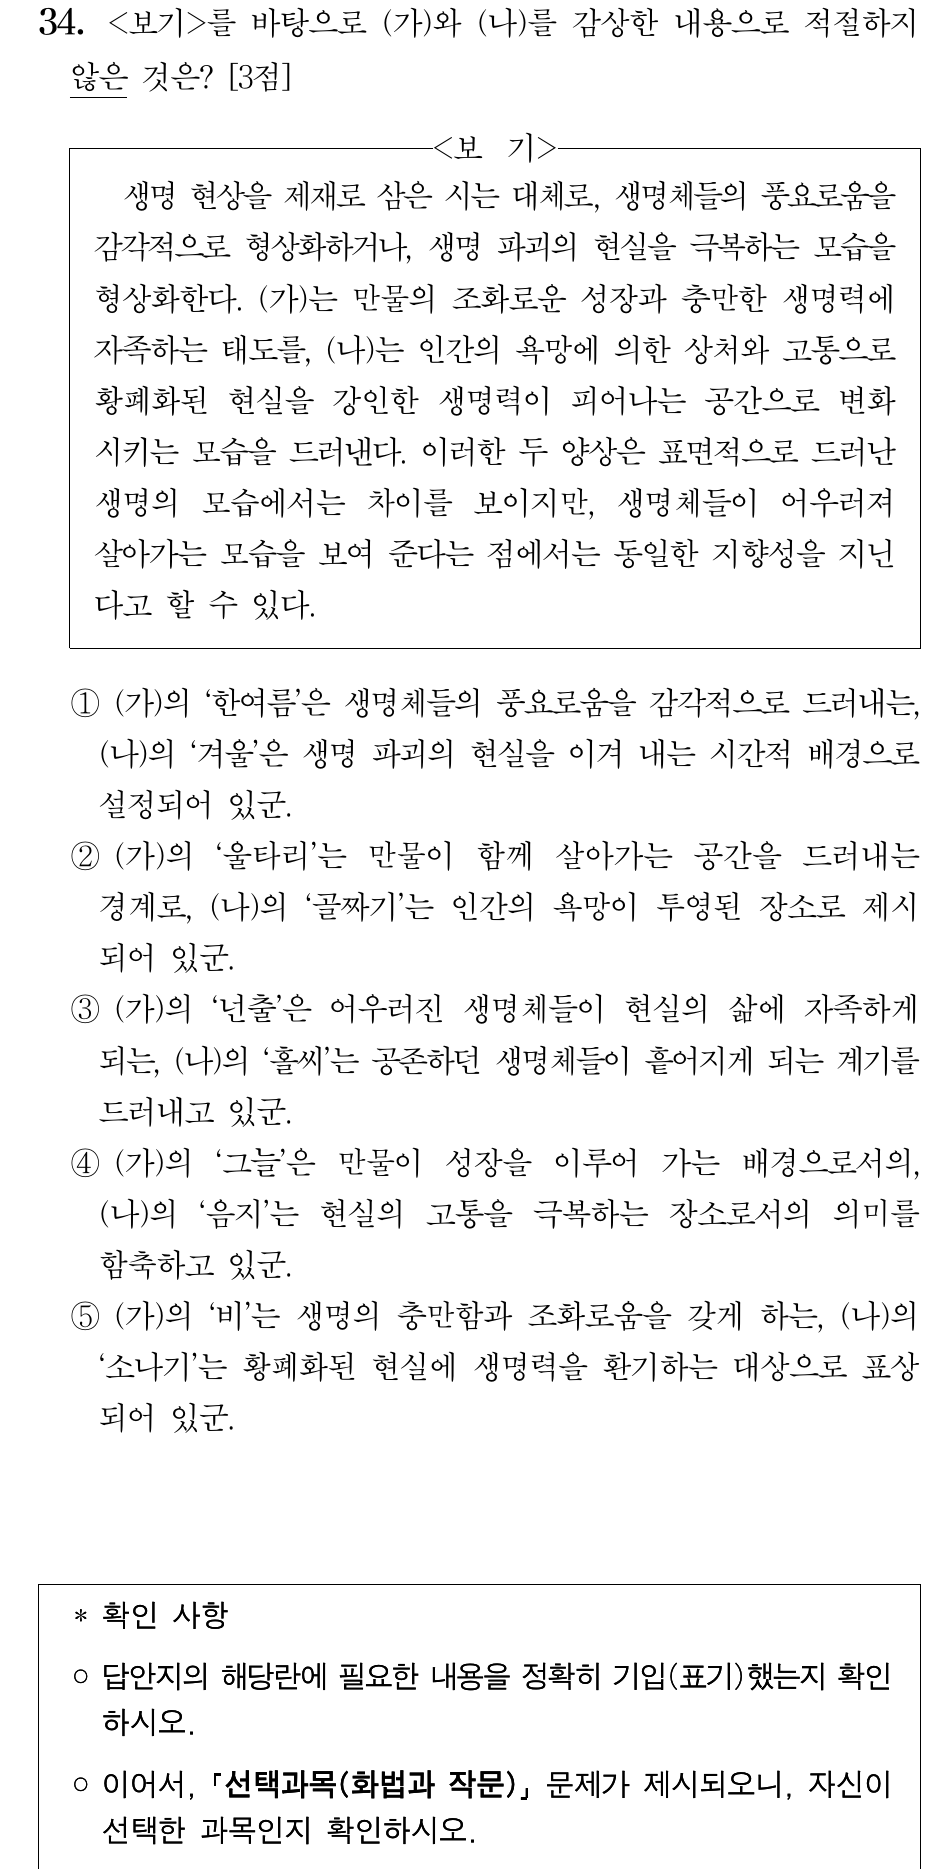 34. <보기>를 바탕으로 (가)와 (나)를 감상한 내용으로 적절하지
않은 것은? [3점]
<보 기>
생명 현상을 제재로 삼은 시는 대체로, 생명체들의 풍요로움을
감각적으로 형상화하거나, 생명 파괴의 현실을 극복하는 모습을
형상화한다. (가)는 만물의 조화로운 성장과 충만한 생명력에
자족하는 태도를, (나)는 인간의 욕망에 의한 상처와 고통으로
황폐화된 현실을 강인한 생명력이 피어나는 공간으로 변화
시키는 모습을 드러낸다. 이러한 두 양상은 표면적으로 드러난
생명의 모습에서는 차이를 보이지만, 생명체들이 어우러져
살아가는 모습을 보여 준다는 점에서는 동일한 지향성을 지닌
다고 할 수 있다.
① (가)의 ‘한여름’은 생명체들의 풍요로움을 감각적으로 드러내는,
(나)의 ‘겨울’은 생명 파괴의 현실을 이겨 내는 시간적 배경으로
설정되어 있군.
② (가)의 ‘울타리’는 만물이 함께 살아가는 공간을 드러내는
경계로, (나)의 ‘골짜기’는 인간의 욕망이 투영된 장소로 제시
되어 있군.
③ (가)의 ‘넌출’은 어우러진 생명체들이 현실의 삶에 자족하게
되는, (나)의 ‘홀씨’는 공존하던 생명체들이 흩어지게 되는 계기를
드러내고 있군.
④ (가)의 ‘그늘’은 만물이 성장을 이루어 가는 배경으로서의,
(나)의 ‘음지’는 현실의 고통을 극복하는 장소로서의 의미를
함축하고 있군.
⑤ (가)의 ‘비’는 생명의 충만함과 조화로움을 갖게 하는, (나)의
‘소나기’는 황폐화된 현실에 생명력을 환기하는 대상으로 표상
되어 있군.
* 확인 사항
○ 답안지의 해당란에 필요한 내용을 정확히 기입(표기)했는지 확인
하시오.
○ 이어서, 「선택과목(화법과 작문)」 문제가 제시되오니, 자신이
선택한 과목인지 확인하시오.